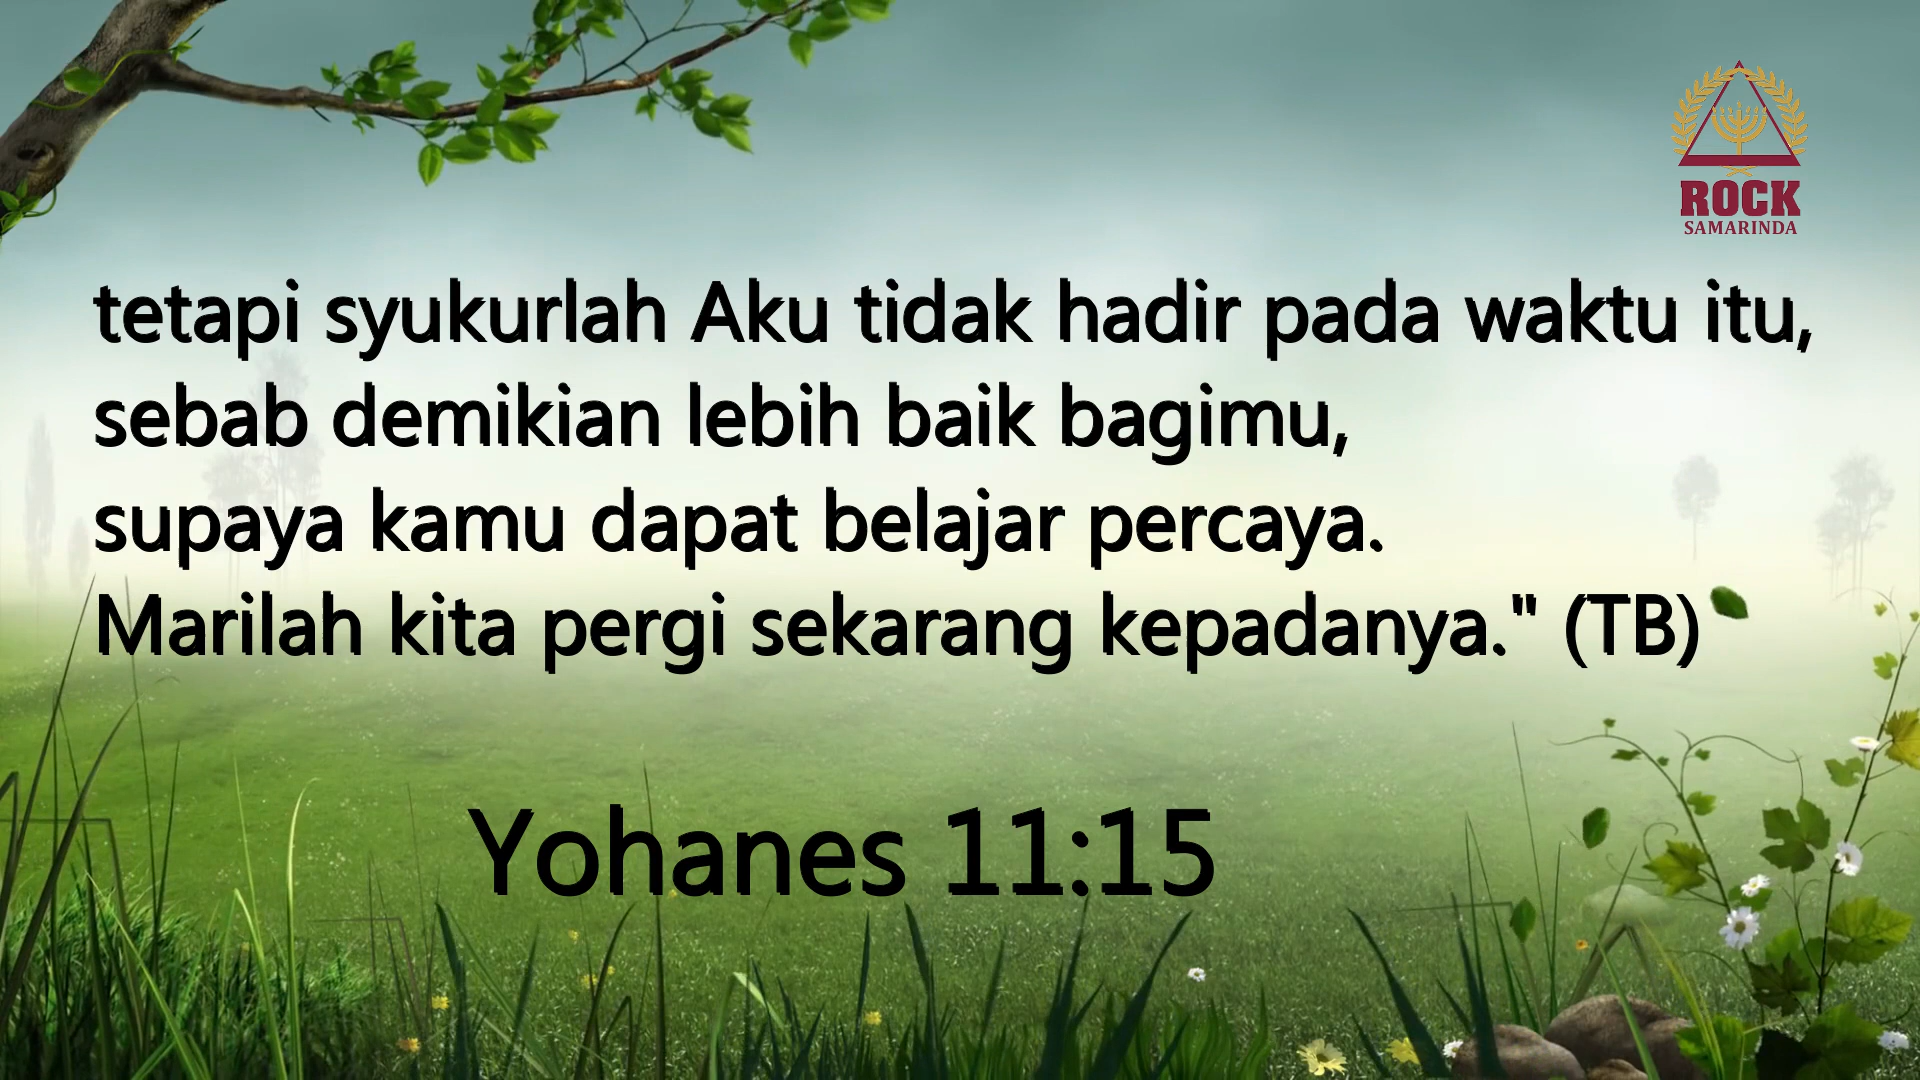 ROCK
SAMARINDA
tetapi syukurlah Aku tidak hadir pada waktu itu,
sebab demikian lebih baik bagimu,
supaya kamu dapat belajar percaya.
Marilah kita pergi sekarang kepadanya." (TB)
Yohanes 11:15